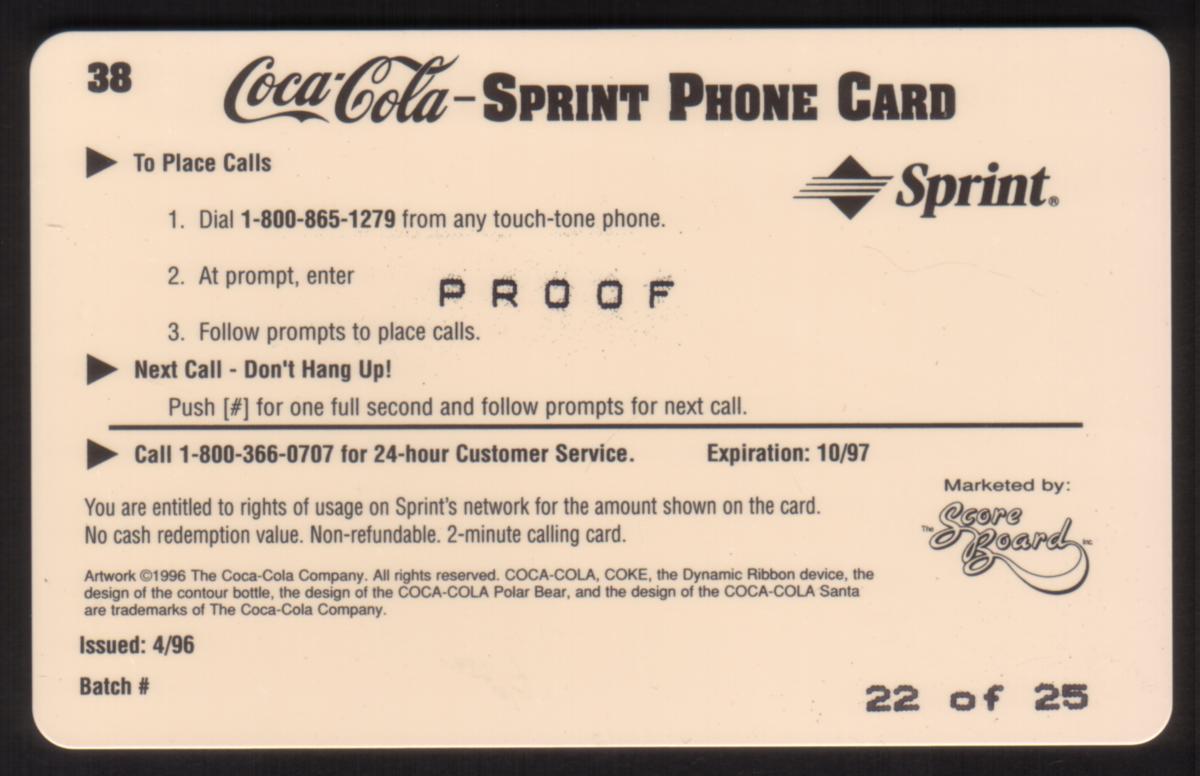 38
Coca-Cola-SPRINT PHONE CARD
To Place Calls
Sprint®
1. Dial 1-800-865-1279 from any touch-tone phone.
2. At prompt, enter
PROOF
3. Follow prompts to place calls.
Next Call - Don't Hang Up!
Push [#] for one full second and follow prompts for next call.
Call 1-800-366-0707 for 24-hour Customer Service. Expiration: 10/97
Marketed by:
The Score Board Inc.
You are entitled to rights of usage on Sprint's network for the amount shown on the card.
No cash redemption value. Non-refundable. 2-minute calling card.
Artwork ©1996 The Coca-Cola Company. All rights reserved. COCA-COLA, COKE, the Dynamic Ribbon device, the
design of the contour bottle, the design of the COCA-COLA Polar Bear, and the design of the COCA-COLA Santa
are trademarks of The Coca-Cola Company.
Issued: 4/96
Batch #
22 of 25